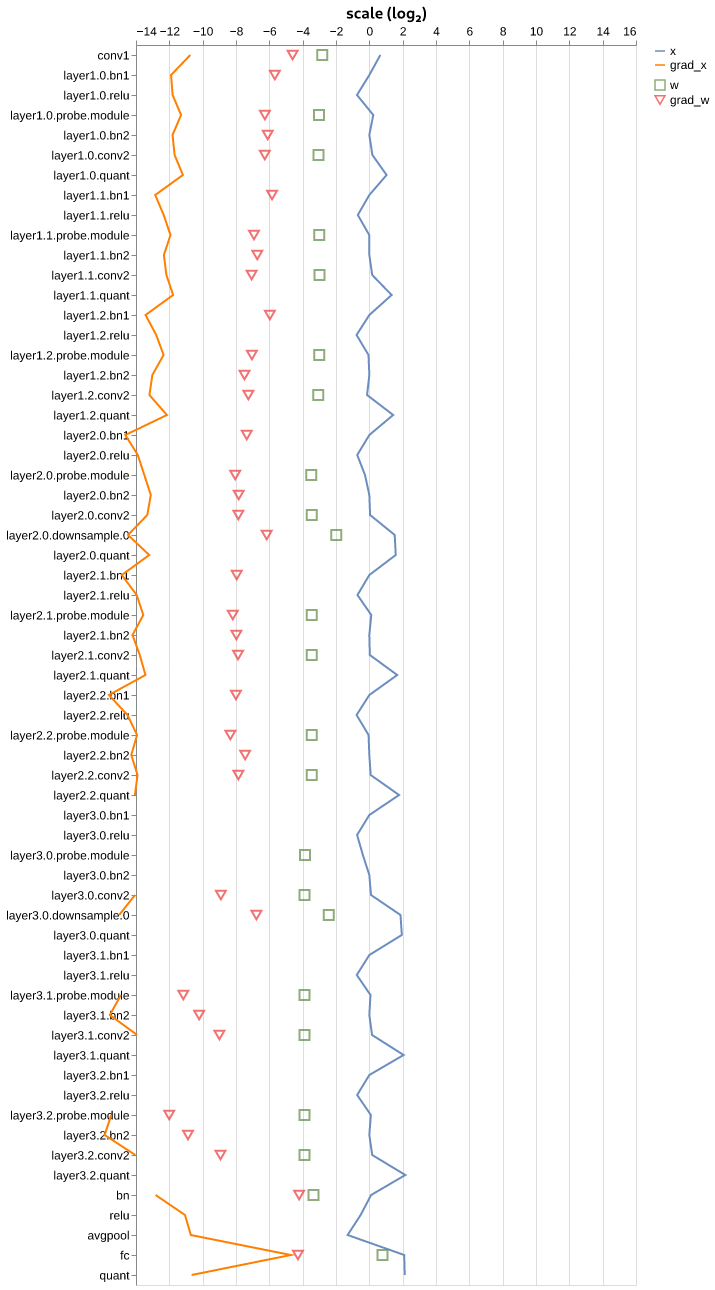 scale (log₂)
−14 −12 −10 −8 −6 −4 −2 0 2 4 6 8 10 12 14 16
x
grad_x
w
grad_w
conv1
layer1.0.bn1
layer1.0.relu
layer1.0.probe.module
layer1.0.bn2
layer1.0.conv2
layer1.0.quant
layer1.1.bn1
layer1.1.relu
layer1.1.probe.module
layer1.1.bn2
layer1.1.conv2
layer1.1.quant
layer1.2.bn1
layer1.2.relu
layer1.2.probe.module
layer1.2.bn2
layer1.2.conv2
layer1.2.quant
layer2.0.bn1
layer2.0.relu
layer2.0.probe.module
layer2.0.bn2
layer2.0.conv2
layer2.0.downsample.0
layer2.0.quant
layer2.1.bn1
layer2.1.relu
layer2.1.probe.module
layer2.1.bn2
layer2.1.conv2
layer2.1.quant
layer2.2.bn1
layer2.2.relu
layer2.2.probe.module
layer2.2.bn2
layer2.2.conv2
layer2.2.quant
layer3.0.bn1
layer3.0.relu
layer3.0.probe.module
layer3.0.bn2
layer3.0.conv2
layer3.0.downsample.0
layer3.0.quant
layer3.1.bn1
layer3.1.relu
layer3.1.probe.module
layer3.1.bn2
layer3.1.conv2
layer3.1.quant
layer3.2.bn1
layer3.2.relu
layer3.2.probe.module
layer3.2.bn2
layer3.2.conv2
layer3.2.quant
bn
relu
avgpool
fc
quant